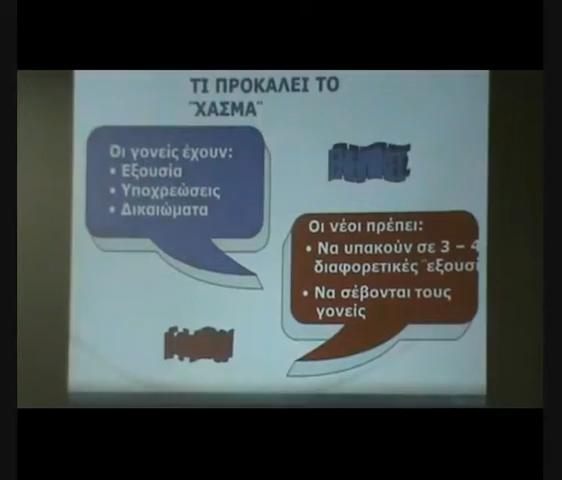 ΤΙ ΠΡΟΚΑΛΕΙ ΤΟ
¨ΧΑΣΜΑ¨
Οι γονείς έχουν:
• Εξουσία
• Υποχρεώσεις
• Δικαιώματα
Οι νέοι πρέπει:
• Να υπακούν σε 3 – 4
διαφορετικές ¨εξουσί
• Να σέβονται τους
γονείς